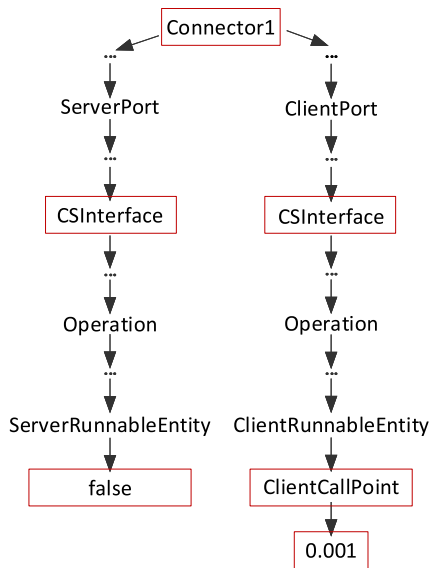 Connector1
... ...
ServerPort ClientPort
... ...
CSInterface CSInterface
... ...
Operation Operation
... ...
ServerRunnableEntity ClientRunnableEntity
false ClientCallPoint
0.001